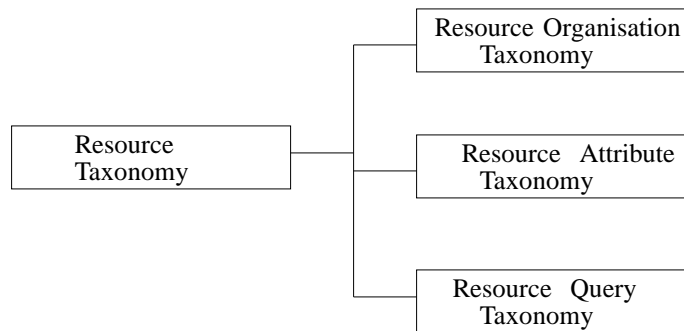 Resource Organisation
Taxonomy
Resource
Taxonomy
Resource Attribute
Taxonomy
Resource Query
Taxonomy